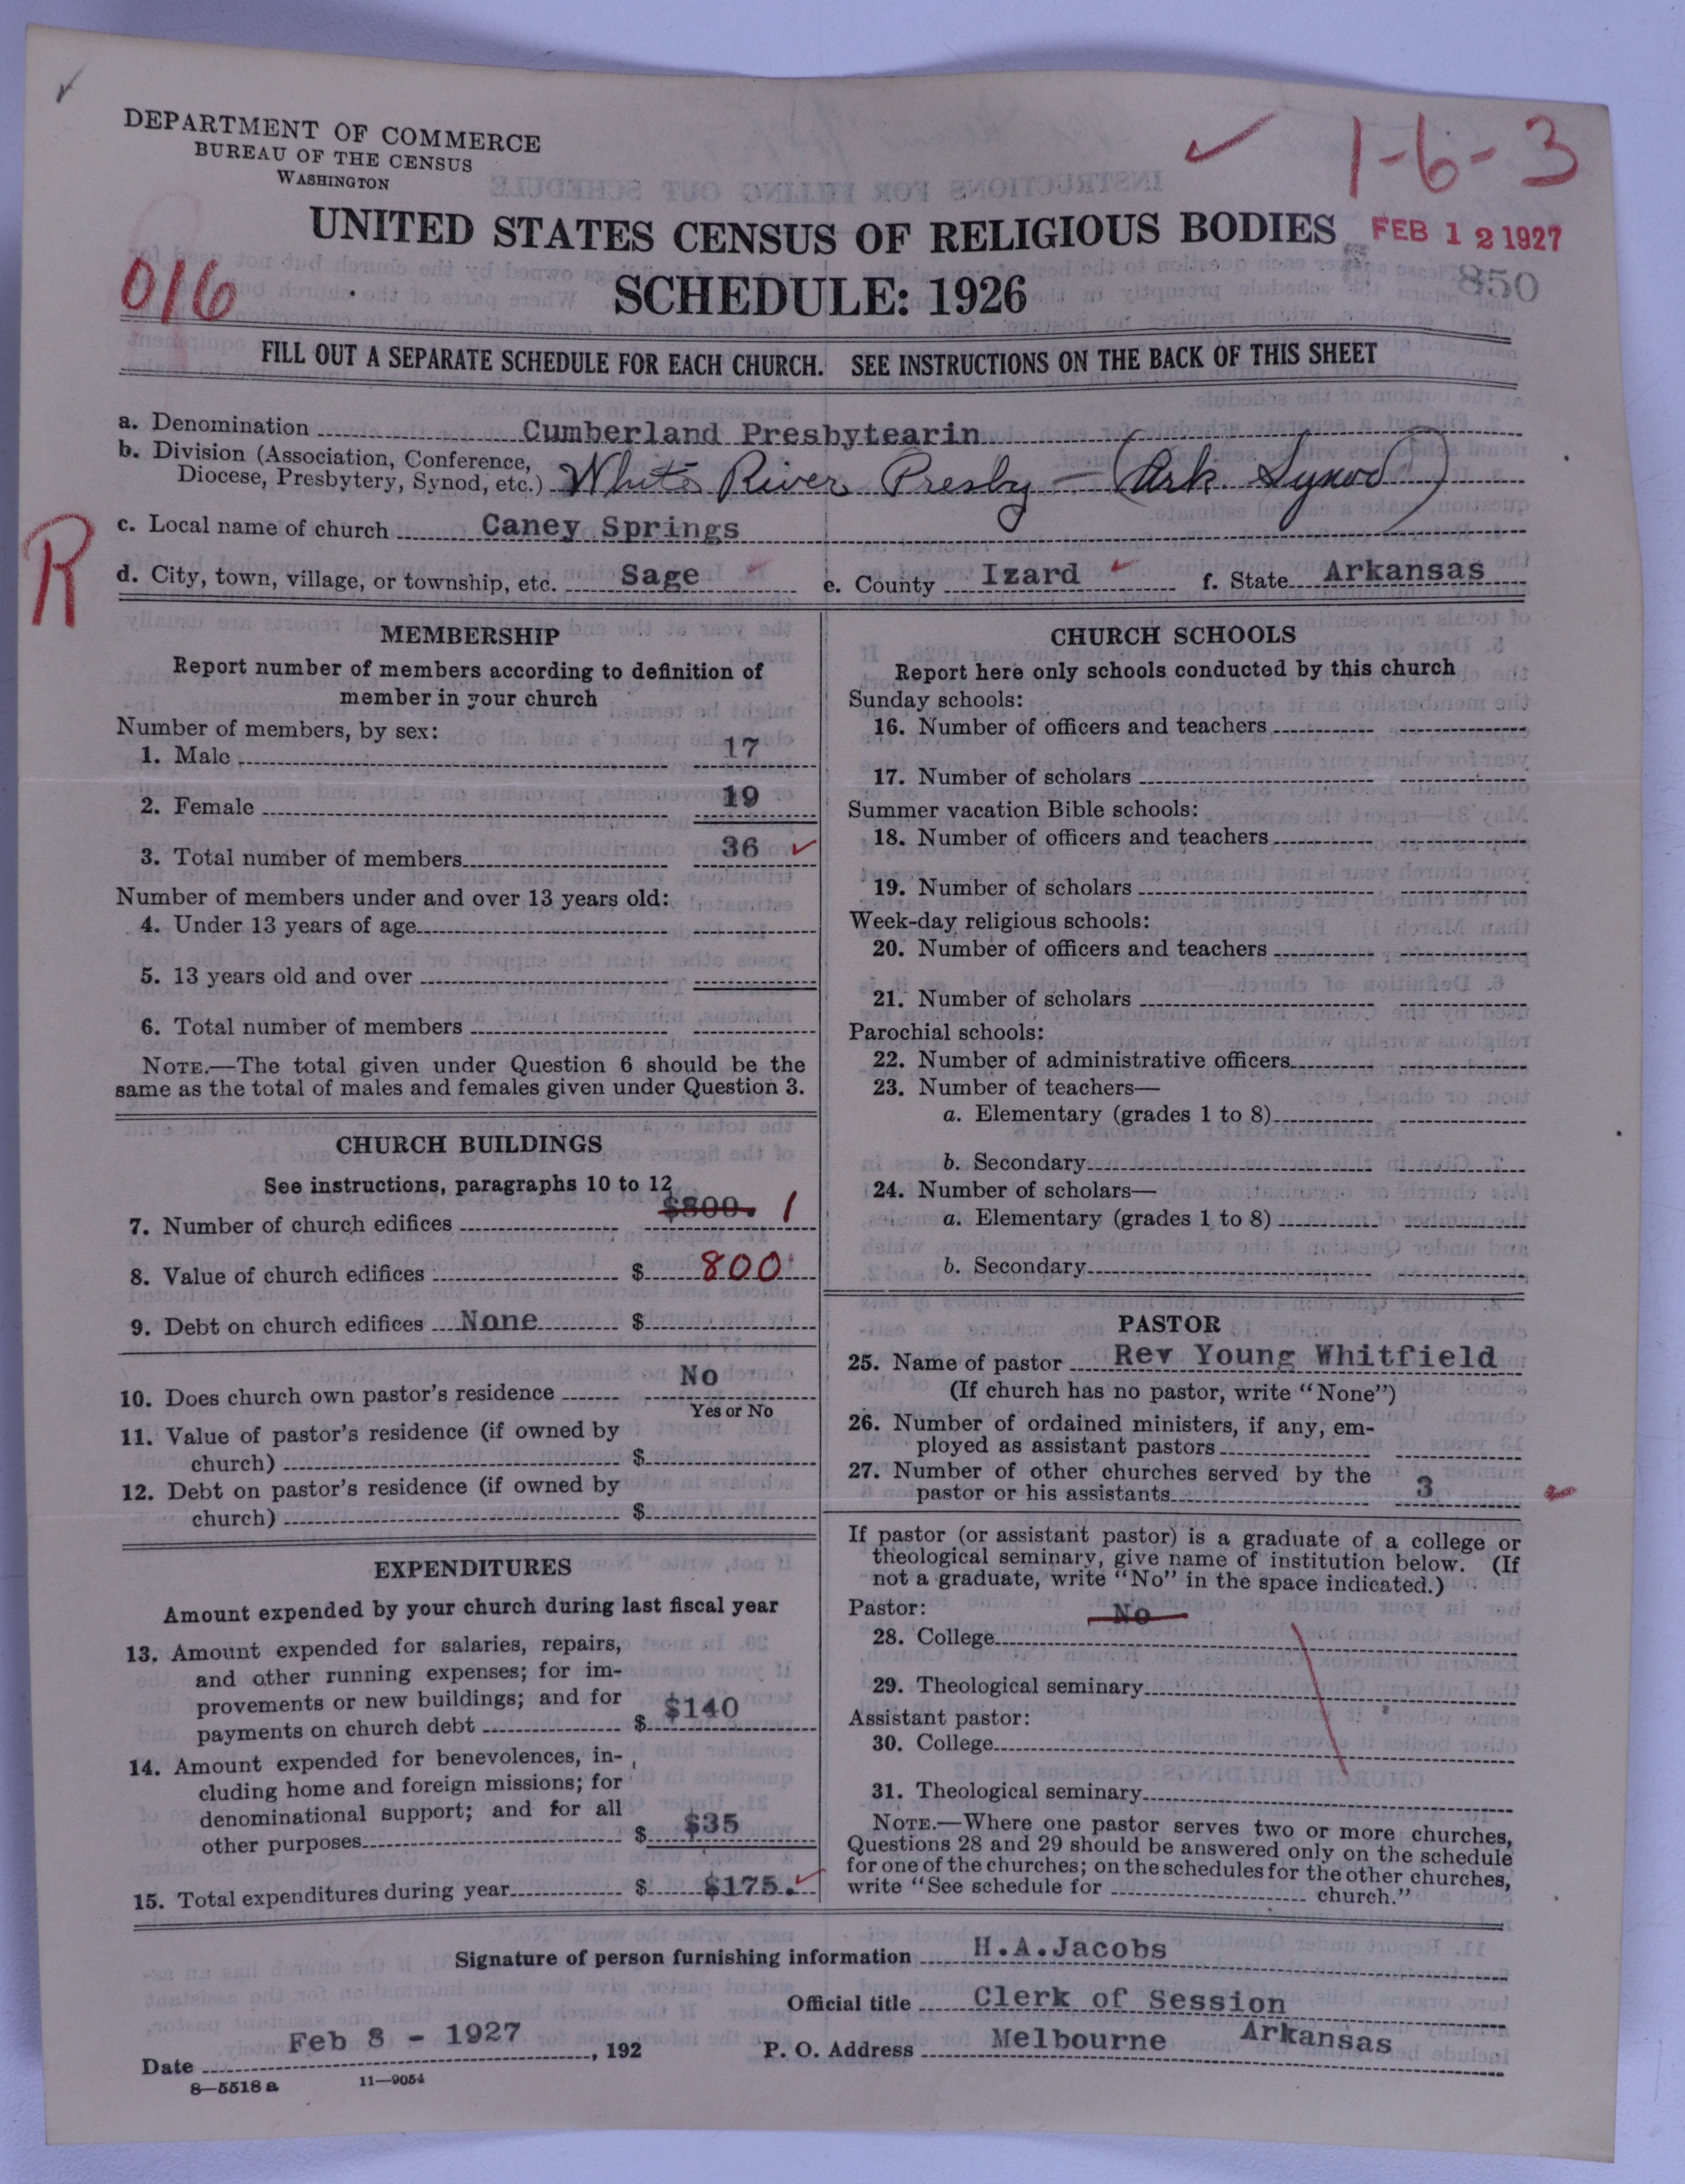 DEPARTMENT OF COMMERCE
BUREAU OF THE CENSUS
WASHINGTON
1-6-3
UNITED STATES CENSUS OF RELIGIOUS BODIES
FEB 12 1927
850
016
SCHEDULE: 1926
FILL OUT A SEPARATE SCHEDULE FOR EACH CHURCH. SEE INSTRUCTIONS ON THE BACK OF THIS SHEET
a. Denomination Cumberland Presbytearin
b. Division (Association, Conference,
Diocese, Presbytery, Synod, etc.) White River Presby - (Ark. Synod)
c. Local name of church Caney Springs
R
d. City, town, village, or township, etc. Sage e. County Izard f. State Arkansas
MEMBERSHIP
Report number of members according to definition of
member in your church
Number of members, by sex:
1. Male 17
2. Female 19
3. Total number of members 36
Number of members under and over 13 years old:
4. Under 13 years of age
5. 13 years old and over
6. Total number of members
NOTE.—The total given under Question 6 should be the
same as the total of males and females given under Question 3.
CHURCH BUILDINGS
See instructions, paragraphs 10 to 12
7. Number of church edifices $800. 1
8. Value of church edifices $ 800
9. Debt on church edifices None $
10. Does church own pastor's residence No
Yes or No
11. Value of pastor's residence (if owned by
church) $
12. Debt on pastor's residence (if owned by
church) $
EXPENDITURES
Amount expended by your church during last fiscal year
13. Amount expended for salaries, repairs,
and other running expenses; for im-
provements or new buildings; and for
payments on church debt $ $140
14. Amount expended for benevolences, in-
cluding home and foreign missions; for
denominational support; and for all
other purposes $ $35
15. Total expenditures during year $ $175.
CHURCH SCHOOLS
Report here only schools conducted by this church
Sunday schools:
16. Number of officers and teachers
17. Number of scholars
Summer vacation Bible schools:
18. Number of officers and teachers
19. Number of scholars
Week-day religious schools:
20. Number of officers and teachers
21. Number of scholars
Parochial schools:
22. Number of administrative officers
23. Number of teachers—
a. Elementary (grades 1 to 8)
b. Secondary
24. Number of scholars—
a. Elementary (grades 1 to 8)
b. Secondary
PASTOR
25. Name of pastor Rev Young Whitfield
(If church has no pastor, write "None")
26. Number of ordained ministers, if any, em-
ployed as assistant pastors
27. Number of other churches served by the
pastor or his assistants 3
If pastor (or assistant pastor) is a graduate of a college or
theological seminary, give name of institution below. (If
not a graduate, write "No" in the space indicated.)
Pastor: No
28. College
29. Theological seminary
Assistant pastor:
30. College
31. Theological seminary
NOTE.—Where one pastor serves two or more churches,
Questions 28 and 29 should be answered only on the schedule
for one of the churches; on the schedules for the other churches,
write "See schedule for church."
Signature of person furnishing information H.A.Jacobs
Official title Clerk of Session
Date Feb 8 - 1927, 192 P. O. Address Melbourne Arkansas
8—5518 a 11—9054